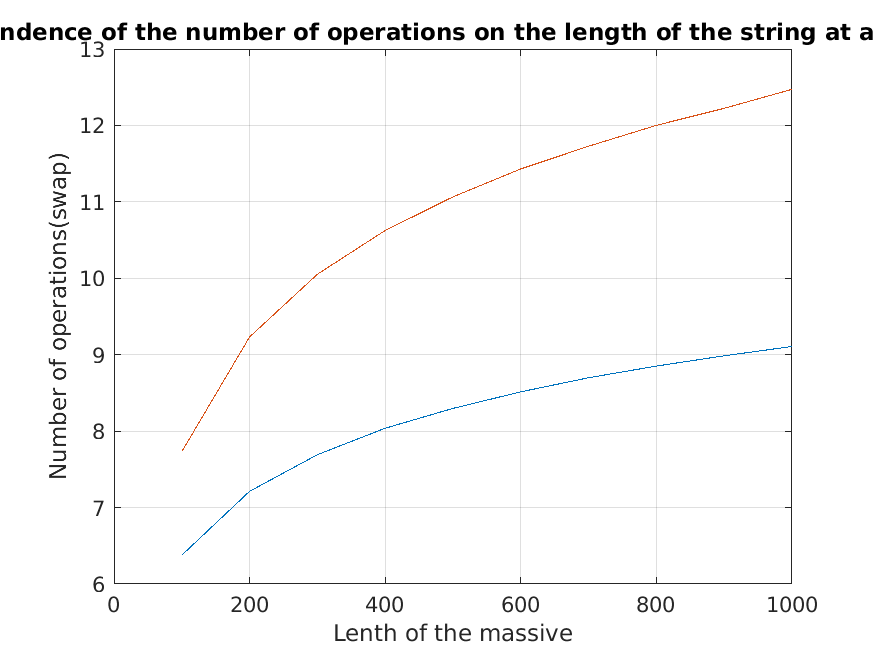 ndence of the number of operations on the length of the string at a
13
12
11
10
9
8
7
6
Number of operations(swap)
0 200 400 600 800 1000
Lenth of the massive